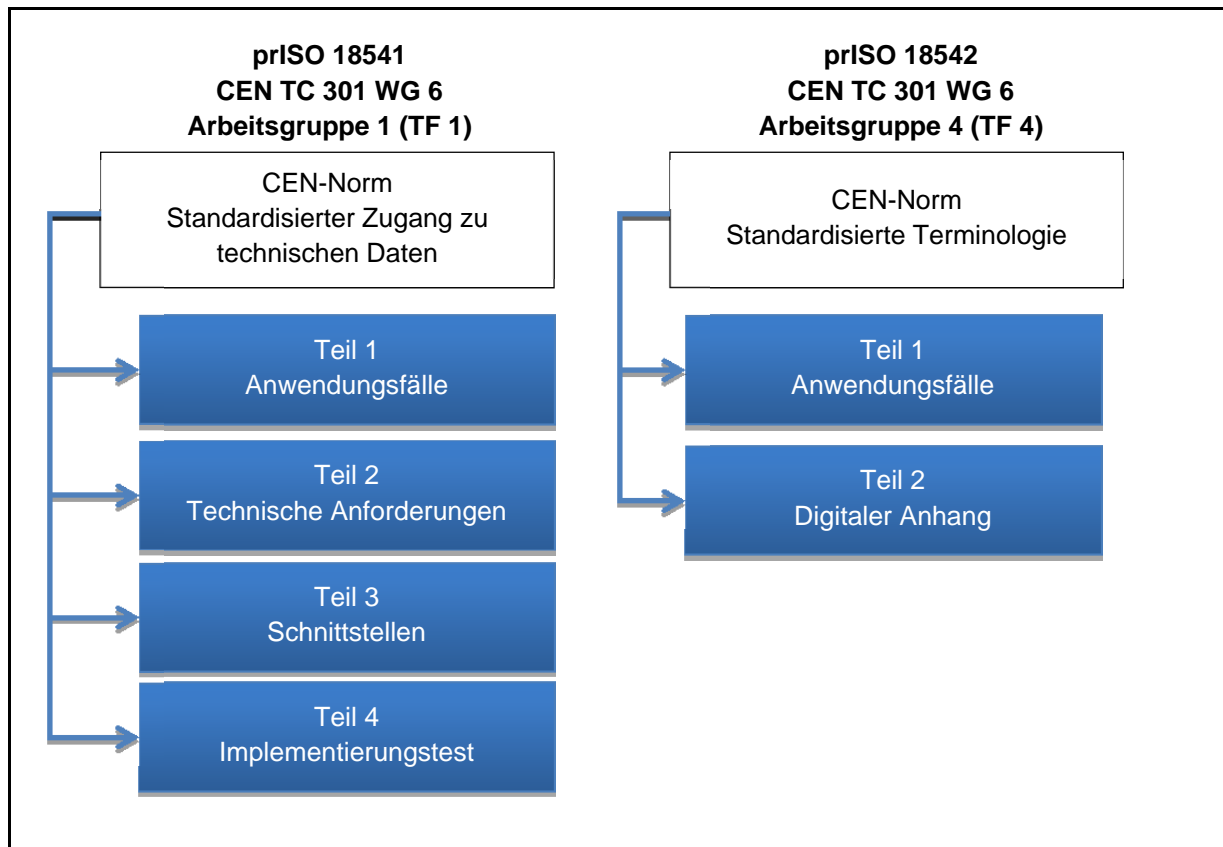 prISO 18541
CEN TC 301 WG 6
Arbeitsgruppe 1 (TF 1)
CEN-Norm
Standardisierter Zugang zu
technischen Daten
Teil 1
Anwendungsfälle
Teil 2
Technische Anforderungen
Teil 3
Schnittstellen
Teil 4
Implementierungstest
prISO 18542
CEN TC 301 WG 6
Arbeitsgruppe 4 (TF 4)
CEN-Norm
Standardisierte Terminologie
Teil 1
Anwendungsfälle
Teil 2
Digitaler Anhang